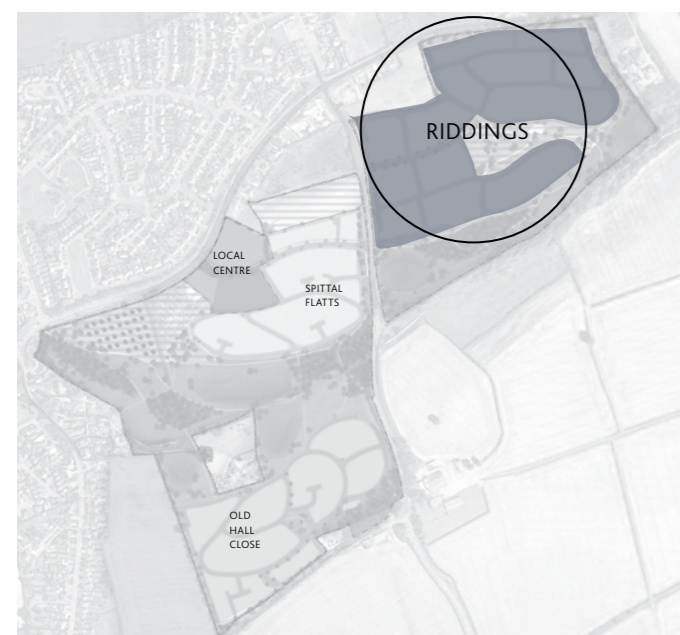 RIDDINGS
LOCAL
CENTRE
SPITTAL
FLATTS
OLD
HALL
CLOSE